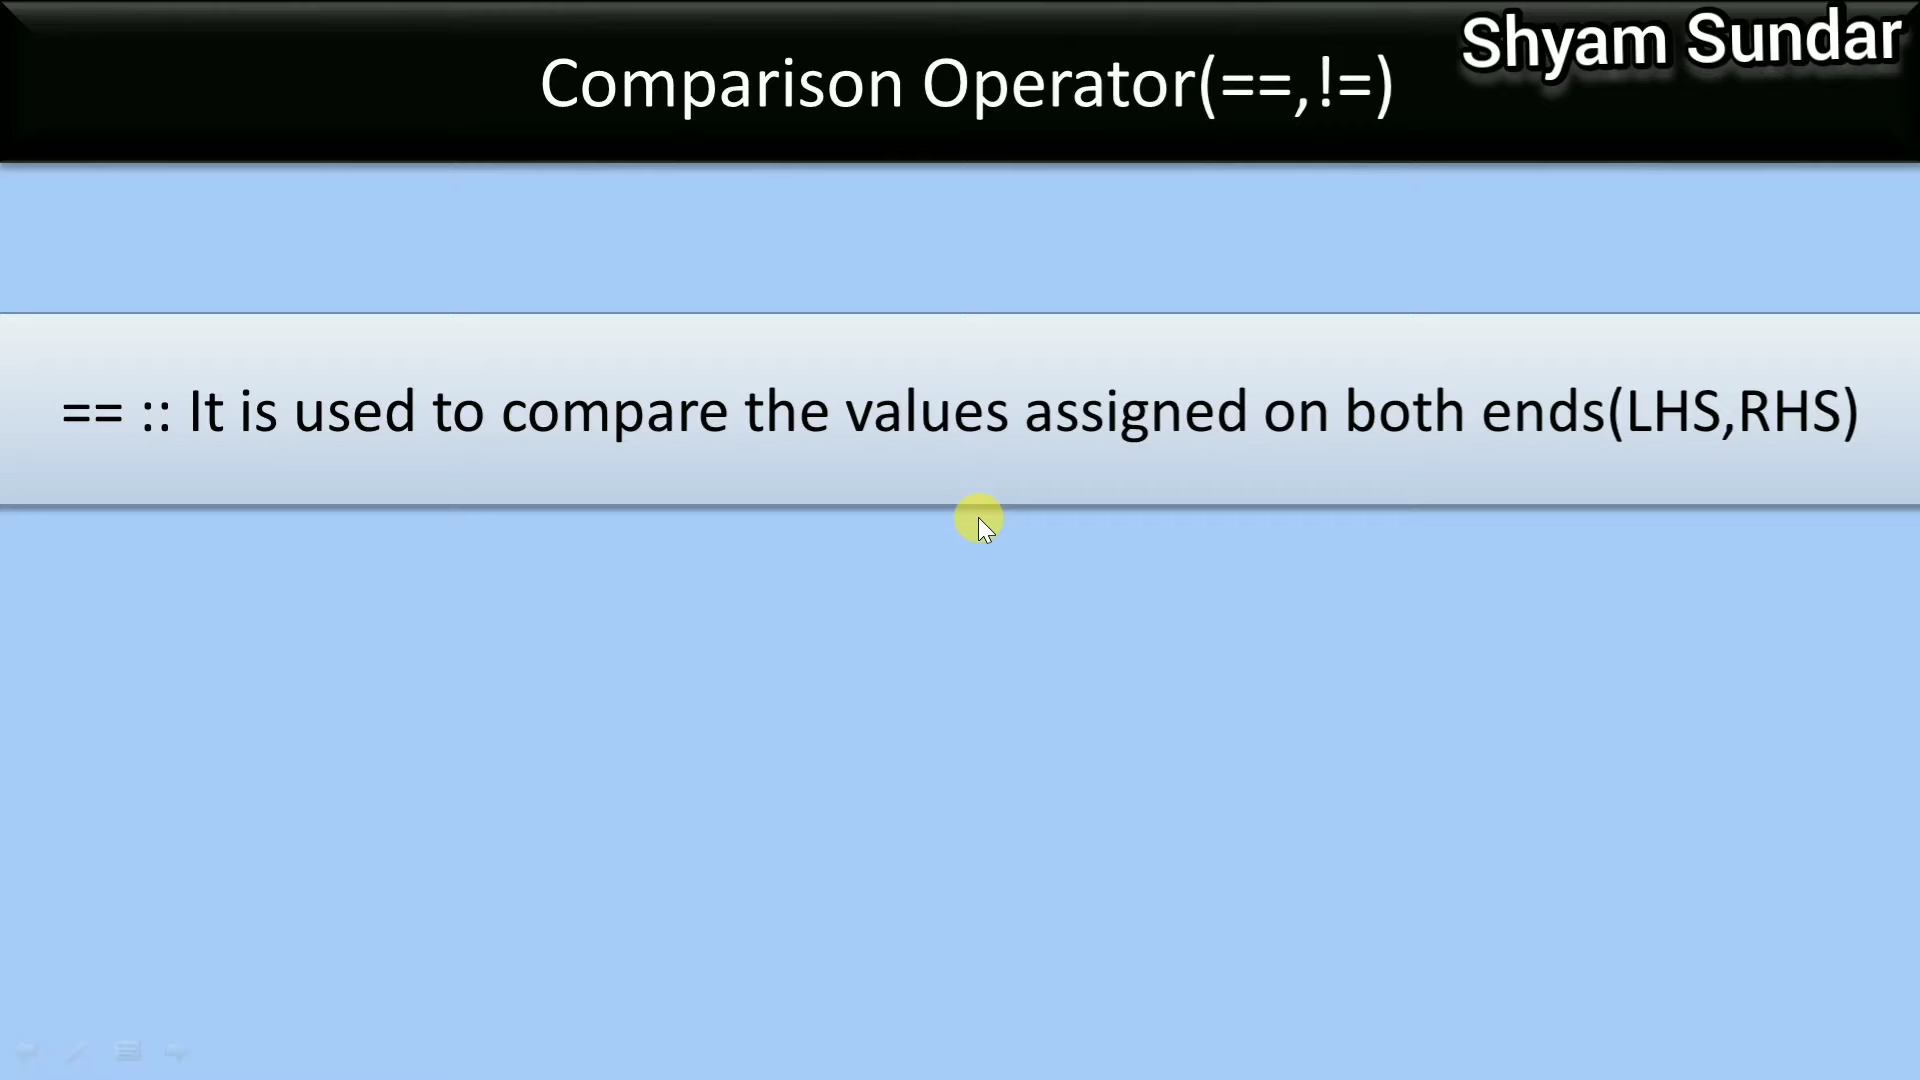 Shyam Sundar
Comparison Operator(==,!=)
== :: It is used to compare the values assigned on both ends(LHS,RHS)